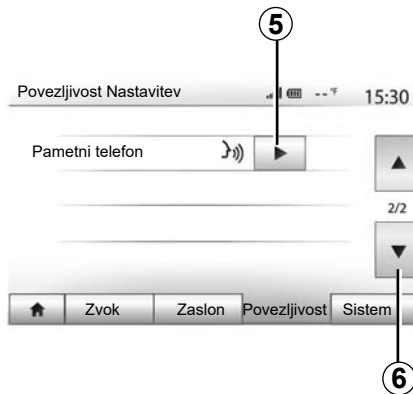 5
Povezljivost Nastavitev --°F 15:30
Pametni telefon
2/2
Zvok Zaslon Povezljivost Sistem
6